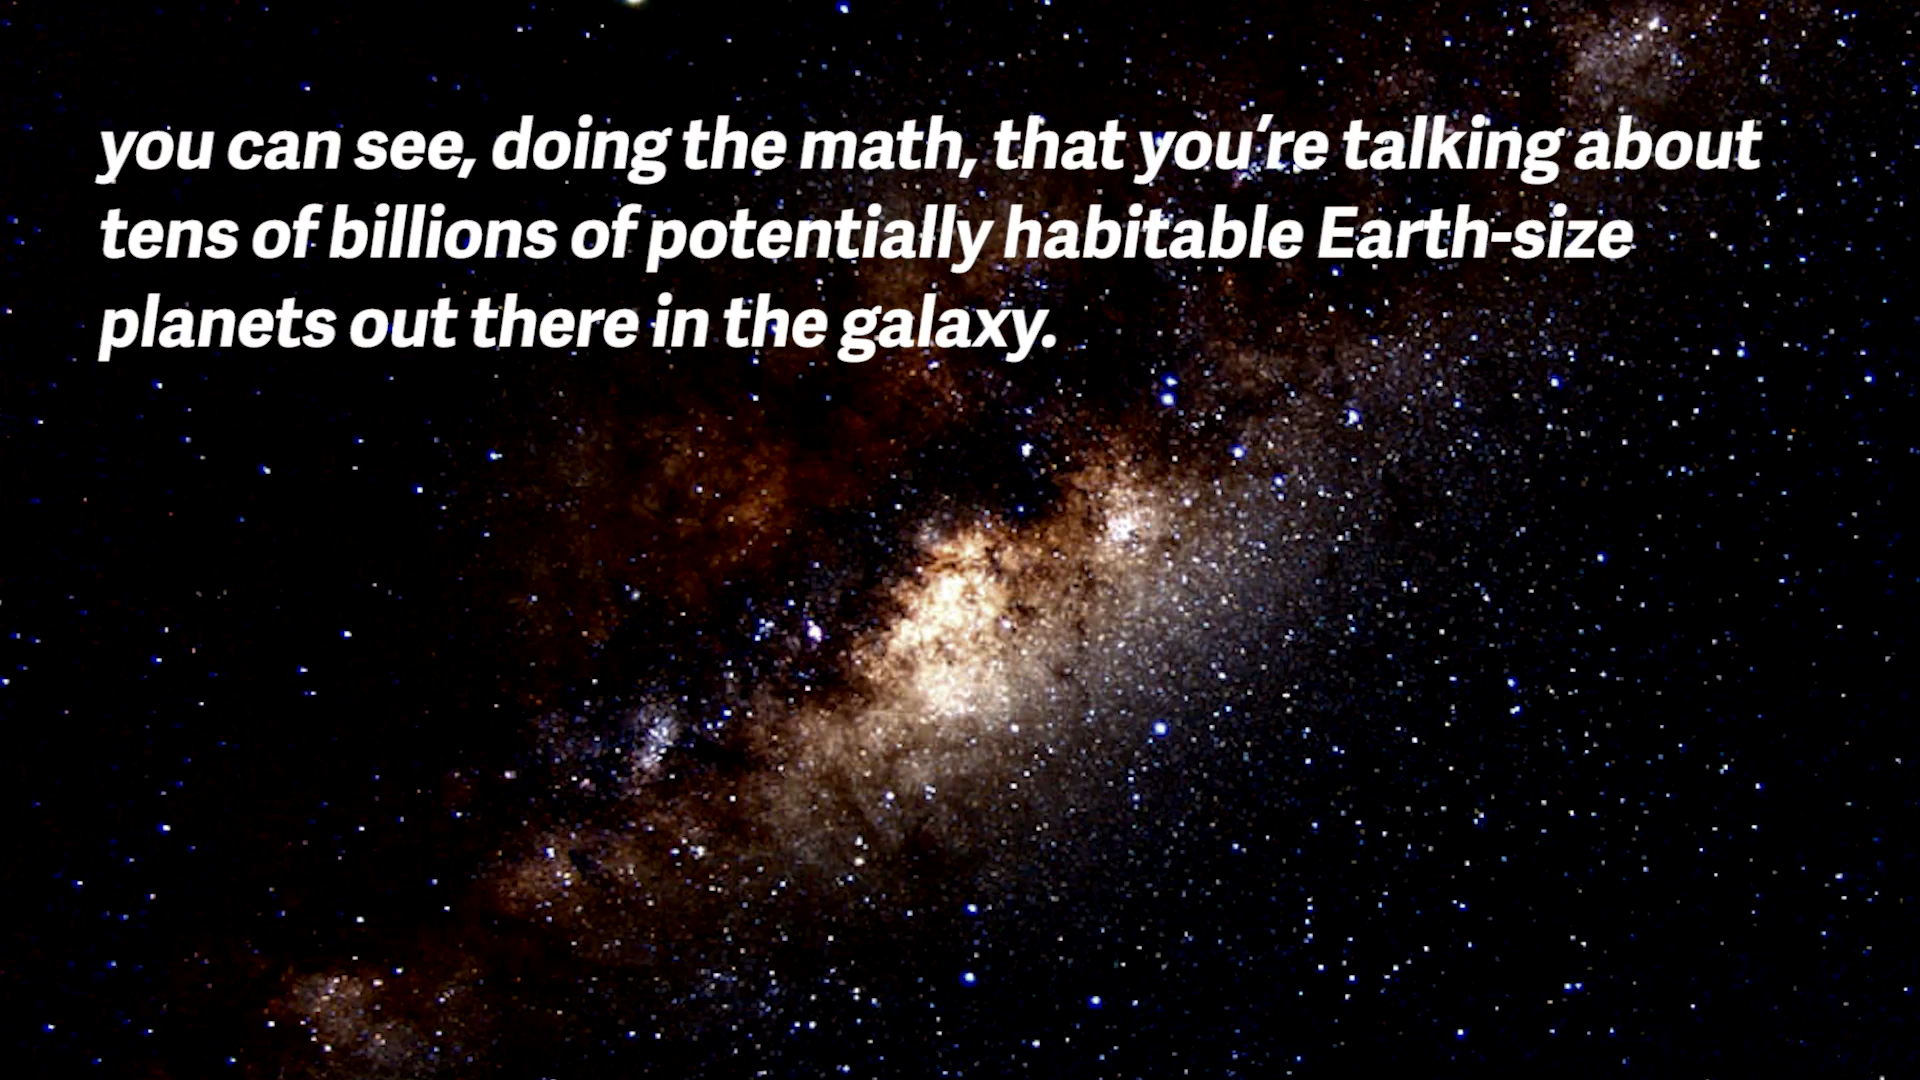 you can see, doing the math, that you’re talking about
tens of billions of potentially habitable Earth-size
planets out there in the galaxy.